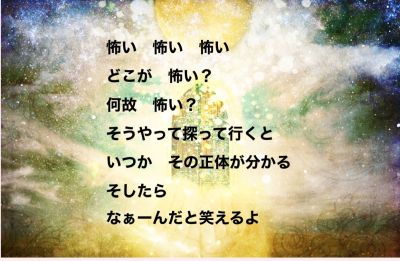 怖い　怖い　怖い
どこが　怖い？
何故　怖い？
そうやって探って行くと
いつか　その正体が分かる
そしたら
なぁーんだと笑えるよ